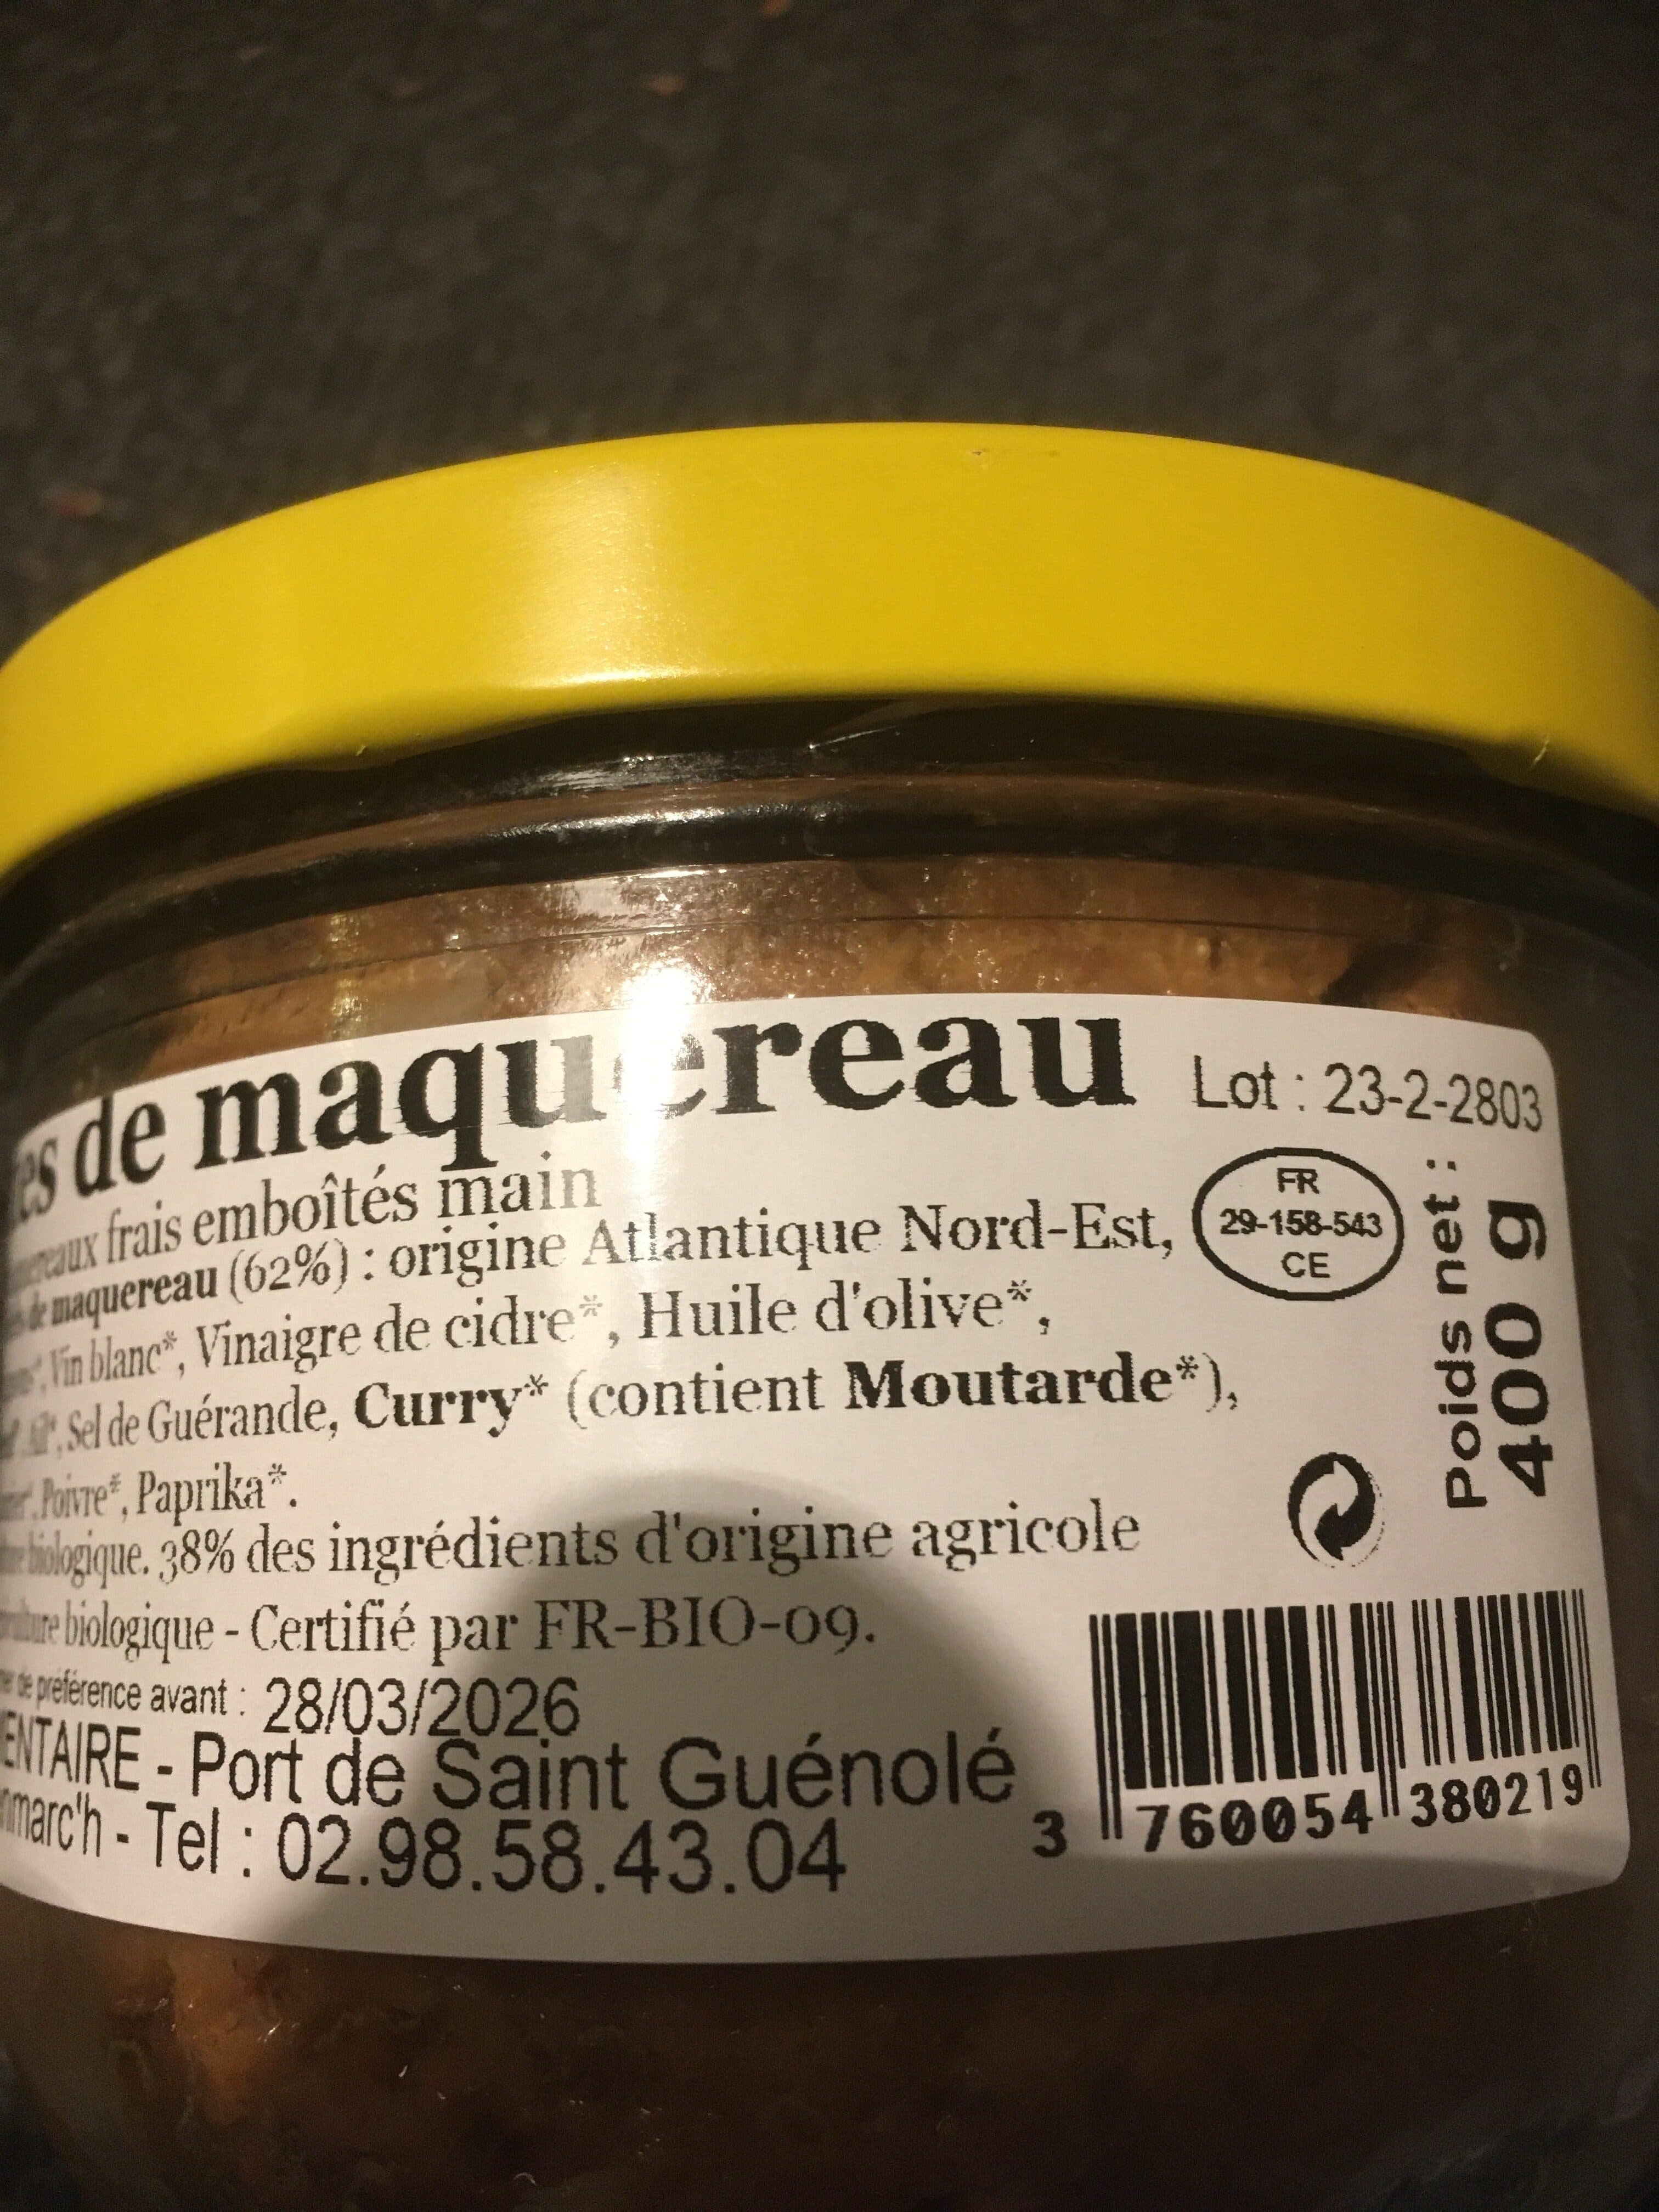 de maquereau
Lot : 23-2-2803
frais emboîtés main
de maquereau (62%) : origine Atlantique Nord-Est,
Vin blanc*, Vinaigre de cidre*, Huile d'olive*,
Ail*, Sel de Guérande, Curry* (contient Moutarde*),
Poivre*, Paprika*.
biologique. 38% des ingrédients d'origine agricole
biologique - Certifié par FR-BIO-09.
de préférence avant : 28/03/2026
ENTAIRE - Port de Saint Guénolé
nmarc'h - Tel : 02.98.58.43.04
FR
29-158-543
CE
Poids net :
400 g
3 760054 380219